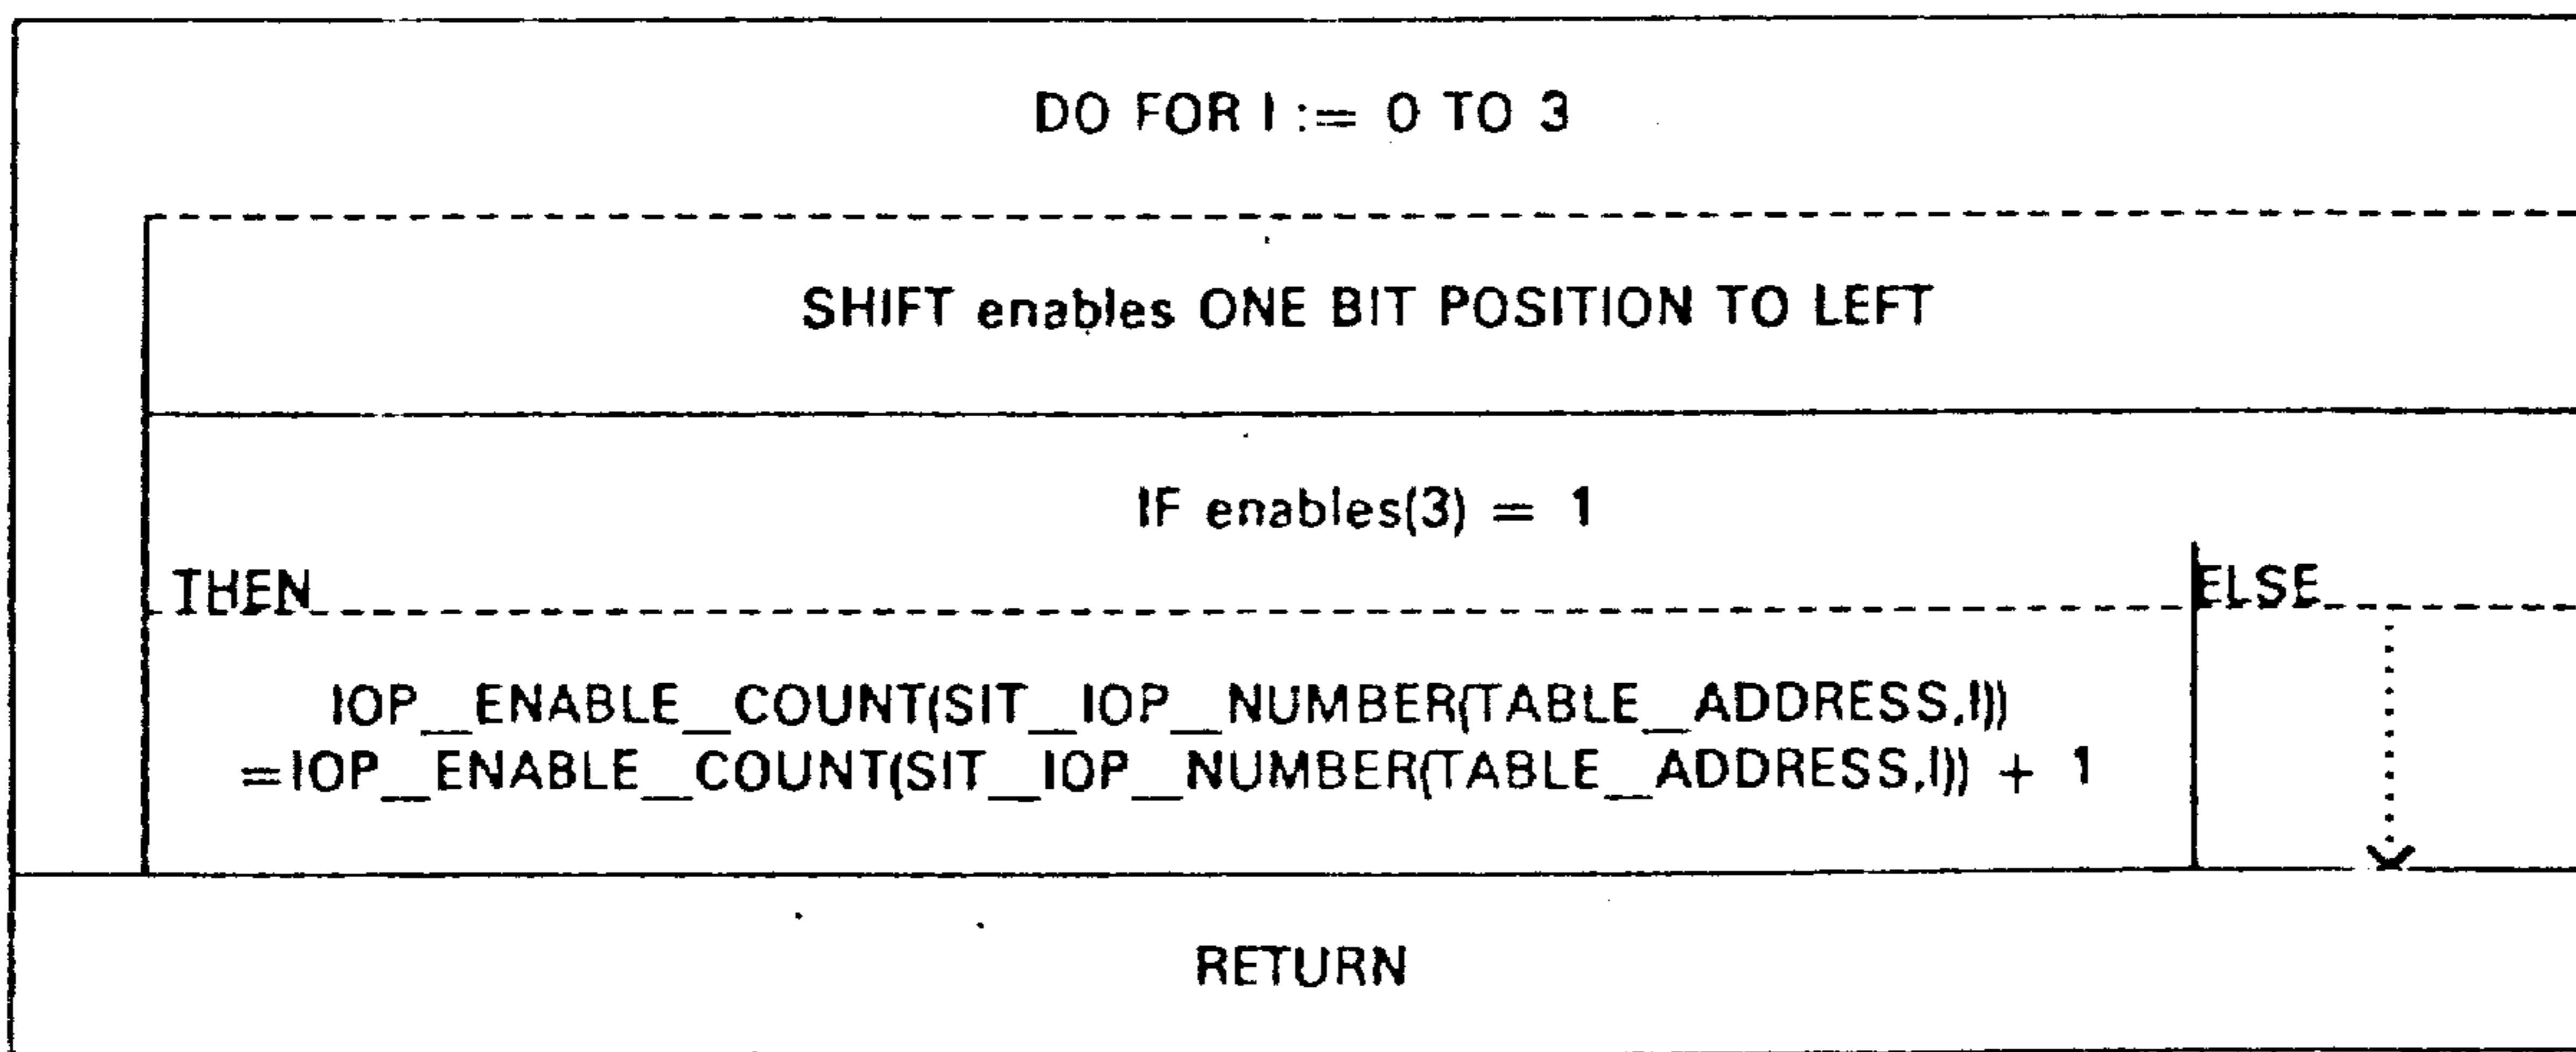 DO FOR I := 0 TO 3
SHIFT enables ONE BIT POSITION TO LEFT
IF enables(3) = 1
THEN ELSE
IOP__ENABLE__COUNT(SIT__IOP__NUMBER(TABLE__ADDRESS,I))
=IOP__ENABLE__COUNT(SIT__IOP__NUMBER(TABLE__ADDRESS,I)) + 1
RETURN